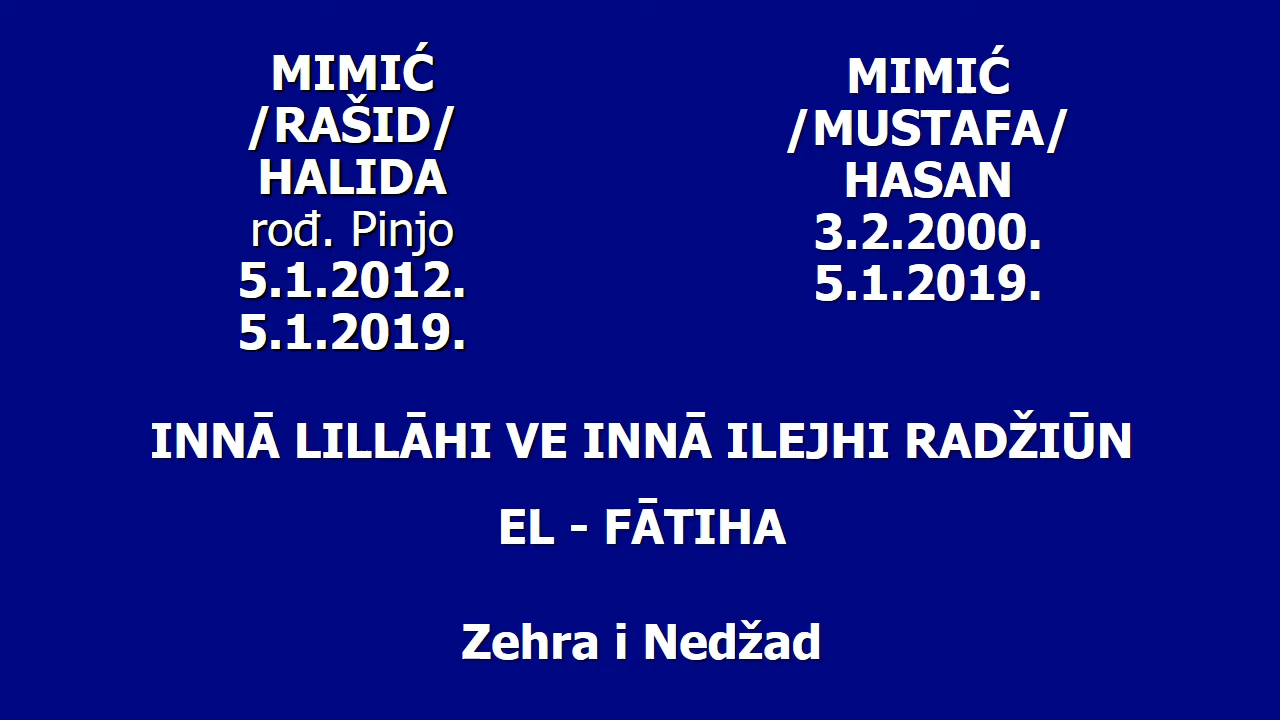 MIMIĆ
/RAŠID/
HALIDA
rođ. Pinjo
5.1.2012.
5.1.2019.
MIMIĆ
/MUSTAFA/
HASAN
3.2.2000.
5.1.2019.
INNĀ LILLĀHI VE INNĀ ILEJHI RADŽIŪN
EL - FĀTIHA
Zehra i Nedžad